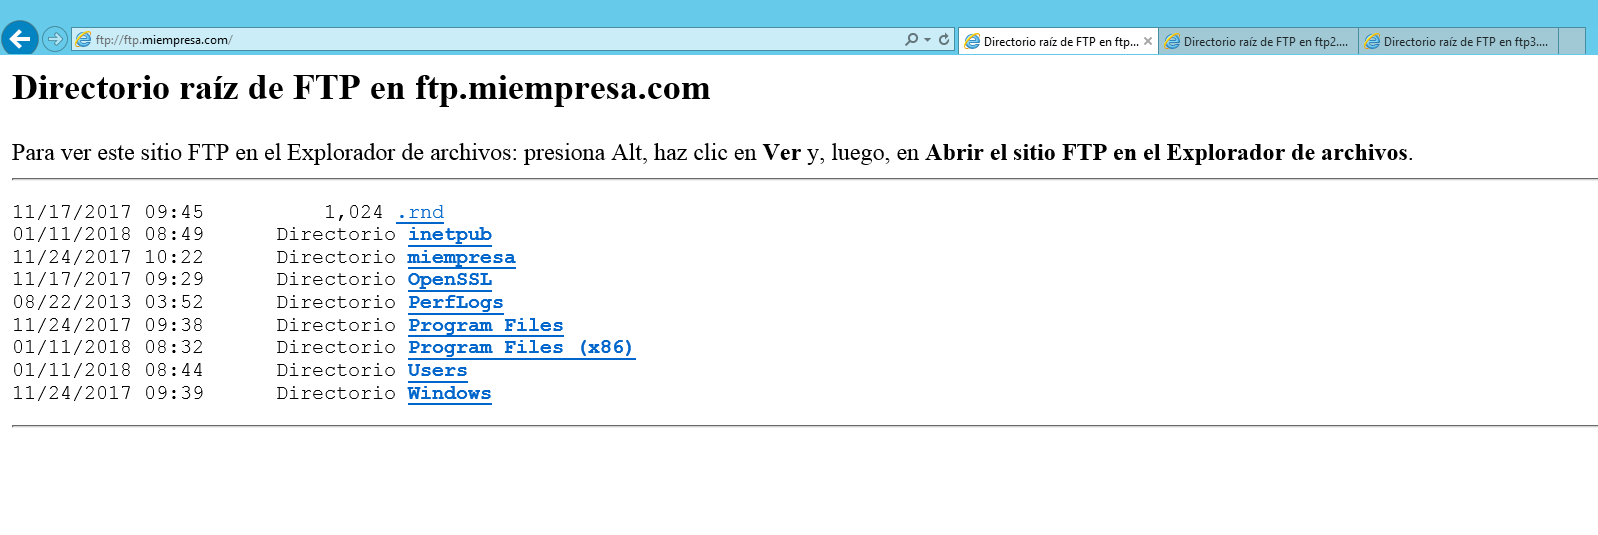 ftp://ftp.miempresa.com/
Directorio raíz de FTP en ftp...
Directorio raíz de FTP en ftp2....
Directorio raíz de FTP en ftp3....
Directorio raíz de FTP en ftp.miempresa.com
Para ver este sitio FTP en el Explorador de archivos: presiona Alt, haz clic en Ver y, luego, en Abrir el sitio FTP en el Explorador de archivos.
11/17/2017 09:45 1,024 .rnd
01/11/2018 08:49 Directorio inetpub
11/24/2017 10:22 Directorio miempresa
11/17/2017 09:29 Directorio OpenSSL
08/22/2013 03:52 Directorio PerfLogs
11/24/2017 09:38 Directorio Program Files
01/11/2018 08:32 Directorio Program Files (x86)
01/11/2018 08:44 Directorio Users
11/24/2017 09:39 Directorio Windows